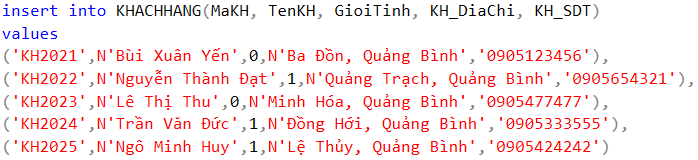 insert into KHACHHANG(MaKH, TenKH, GioiTinh, KH_DiaChi, KH_SDT)
values
('KH2021',N'Bùi Xuân Yến',0,N'Ba Đồn, Quảng Bình','0905123456'),
('KH2022',N'Nguyễn Thành Đạt',1,N'Quảng Trạch, Quảng Bình','0905654321'),
('KH2023',N'Lê Thị Thu',0,N'Minh Hóa, Quảng Bình','0905477477'),
('KH2024',N'Trần Văn Đức',1,N'Đồng Hới, Quảng Bình','0905333555'),
('KH2025',N'Ngô Minh Huy',1,N'Lệ Thủy, Quảng Bình','0905424242')